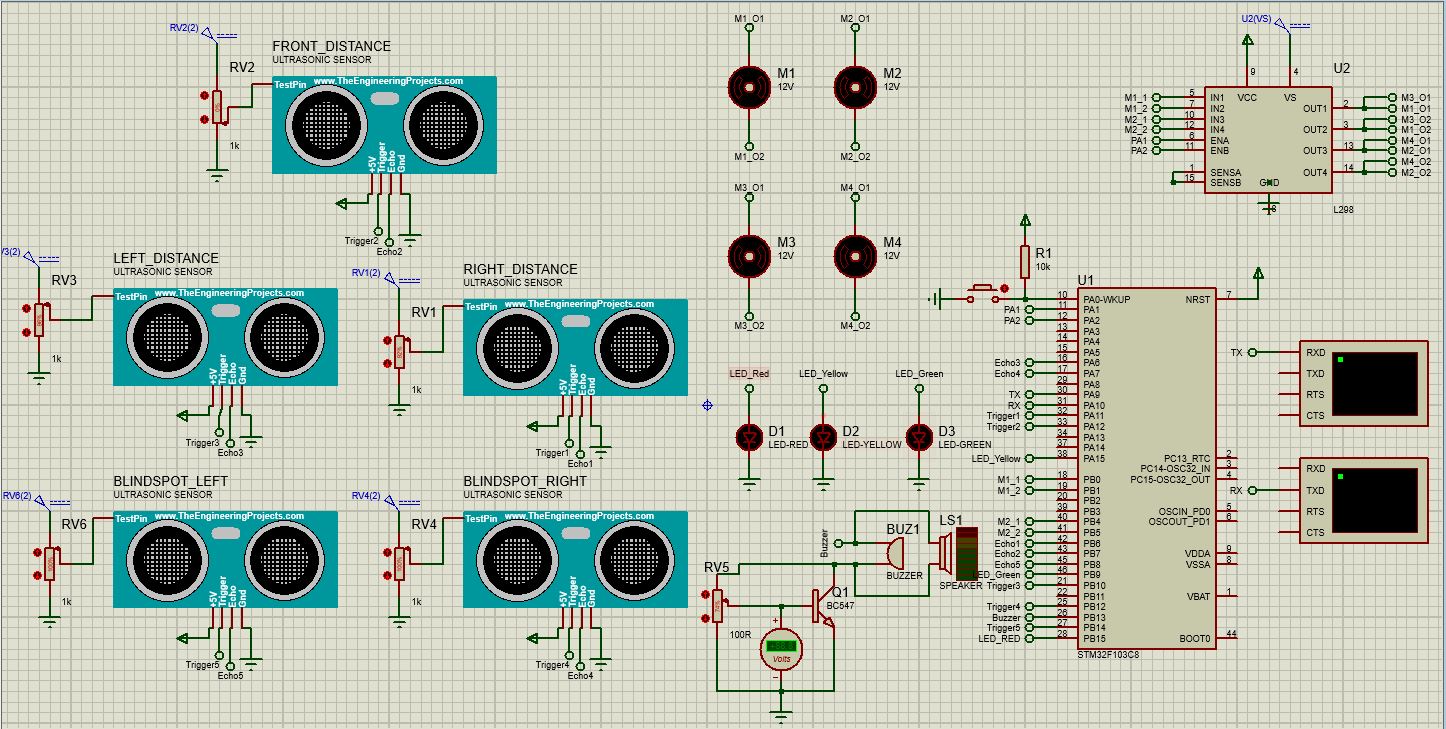 RV2(2)
FRONT_DISTANCE
ULTRASONIC SENSOR
RV2
TestPin
www.TheEngineeringProjects.com
+5V
Trigger
Echo
Gnd
1k
Trigger2
Echo2
M1_O1
M1
12V
M1_O2
M2_O1
M2
12V
M2_O2
M3_O1
M3
12V
M3_O2
M4_O1
M4
12V
M4_O2
U2(VS)
U2
9
4
VCC
VS
M1_1 5 IN1
M1_2 7 IN2
M2_1 10 IN3
M2_2 12 IN4
PA1 6 ENA
PA2 11 ENB
1 SENSA
15 SENSB
GND
8
OUT1 2
OUT2 3
OUT3 13
OUT4 14
M3_O1
M1_O1
M3_O2
M1_O2
M4_O1
M2_O1
M4_O2
M2_O2
L298
/3(2)
LEFT_DISTANCE
ULTRASONIC SENSOR
RV3
TestPin
www.TheEngineeringProjects.com
+5V
Trigger
Echo
Gnd
1k
Trigger3
Echo3
RV1(2)
RIGHT_DISTANCE
ULTRASONIC SENSOR
RV1
TestPin
www.TheEngineeringProjects.com
+5V
Trigger
Echo
Gnd
1k
Trigger1
Echo1
LED_Red
D1
LED-RED
LED_Yellow
D2
LED-YELLOW
LED_Green
D3
LED-GREEN
RV6(2)
BLINDSPOT_LEFT
ULTRASONIC SENSOR
RV6
TestPin
www.TheEngineeringProjects.com
+5V
Trigger
Echo
Gnd
1k
Trigger5
Echo5
RV4(2)
BLINDSPOT_RIGHT
ULTRASONIC SENSOR
RV4
TestPin
www.TheEngineeringProjects.com
+5V
Trigger
Echo
Gnd
1k
Trigger4
Echo4
Buzzer
BUZ1
BUZZER
LS1
SPEAKER
RV5
100R
Q1
BC547
+
Volts
R1
10k
U1
10 PA0-WKUP
PA1 11 PA1
PA2 12 PA2
13 PA3
14 PA4
15 PA5
Echo3 16 PA6
Echo4 17 PA7
29 PA8
TX 30 PA9
RX 31 PA10
Trigger1 32 PA11
Trigger2 33 PA12
34 PA13
37 PA14
LED_Yellow 38 PA15
M1_1 18 PB0
M1_2 19 PB1
20 PB2
39 PB3
M2_1 40 PB4
M2_2 41 PB5
Echo1 42 PB6
Echo2 43 PB7
Echo5 45 PB8
ED_Green 46 PB9
Trigger3 21 PB10
22 PB11
Trigger4 25 PB12
Buzzer 26 PB13
Trigger5 27 PB14
LED_RED 28 PB15
NRST 7
PC13_RTC 2
PC14-OSC32_IN 3
PC15-OSC32_OUT 4
OSCIN_PD0 5
OSCOUT_PD1 6
VDDA 9
VSSA 8
VBAT 1
BOOT0 44
STM32F103C8
TX
RXD
TXD
RTS
CTS
RX
RXD
TXD
RTS
CTS